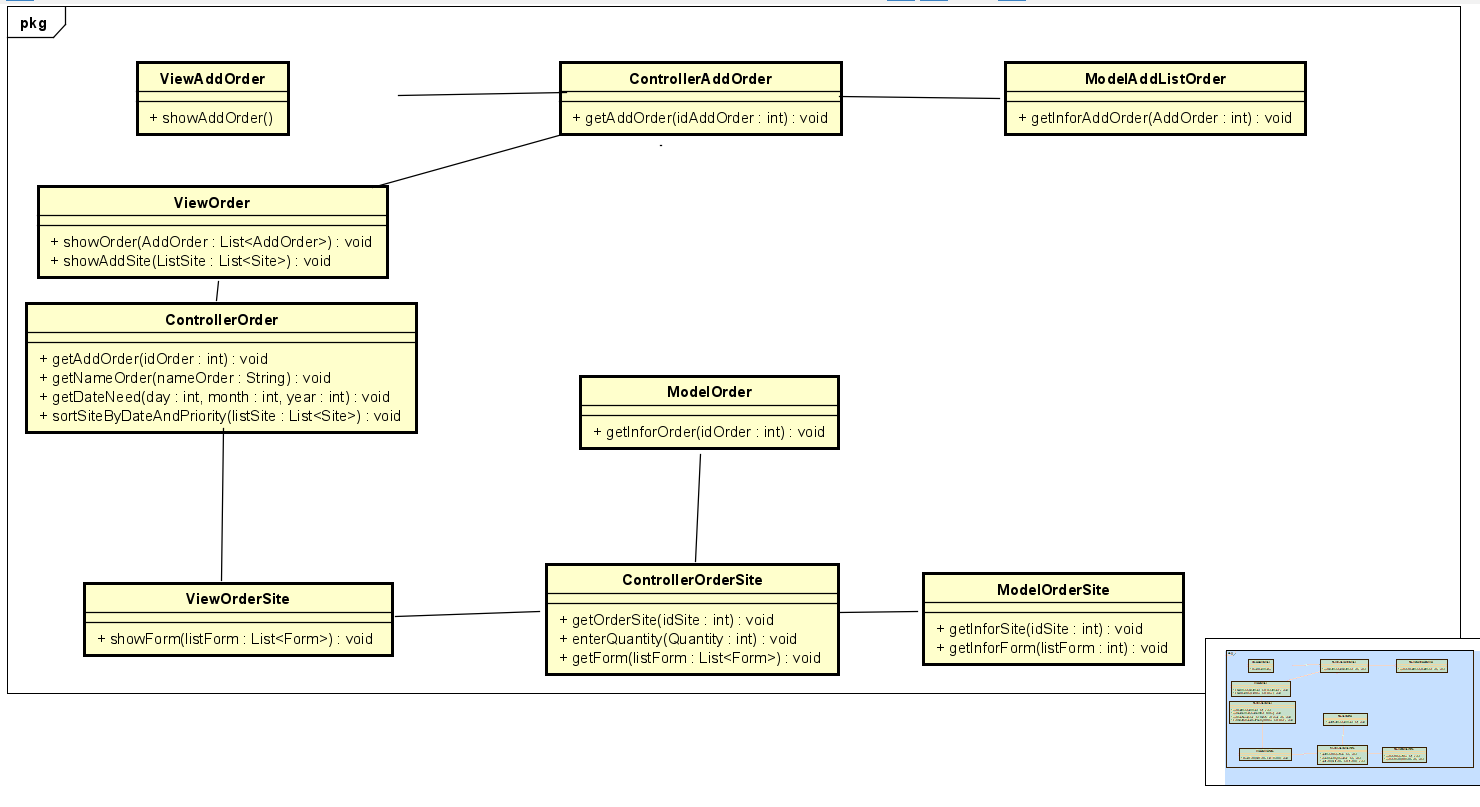 pkg
ViewAddOrder
+ showAddOrder()
ControllerAddOrder
+ getAddOrder(idAddOrder : int) : void
ModelAddListOrder
+ getInforAddOrder(AddOrder : int) : void
ViewOrder
+ showOrder(AddOrder : List<AddOrder>) : void
+ showAddSite(ListSite : List<Site>) : void
ControllerOrder
+ getAddOrder(idOrder : int) : void
+ getNameOrder(nameOrder : String) : void
+ getDateNeed(day : int, month : int, year : int) : void
+ sortSiteByDateAndPriority(listSite : List<Site>) : void
ModelOrder
+ getInforOrder(idOrder : int) : void
ViewOrderSite
+ showForm(listForm : List<Form>) : void
ControllerOrderSite
+ getOrderSite(idSite : int) : void
+ enterQuantity(Quantity : int) : void
+ getForm(listForm : List<Form>) : void
ModelOrderSite
+ getInforSite(idSite : int) : void
+ getInforForm(listForm : int) : void